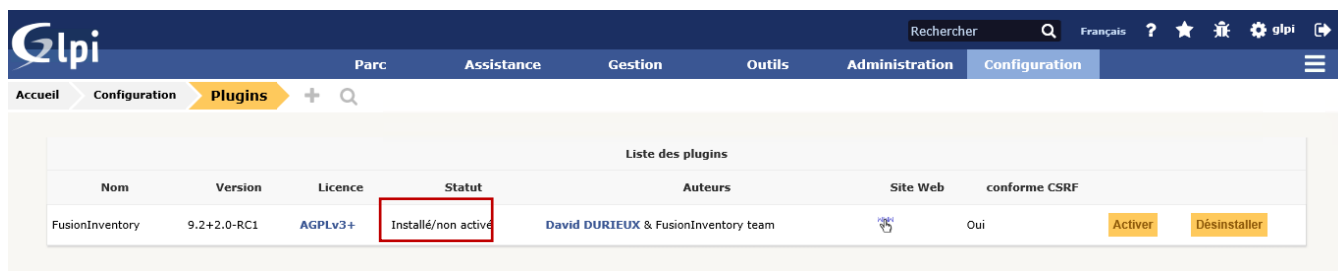 Glpi
Rechercher Français ? glpi
Parc Assistance Gestion Outils Administration Configuration
Accueil Configuration Plugins
Liste des plugins
Nom Version Licence Statut Auteurs Site Web conforme CSRF
FusionInventory 9.2+2.0-RC1 AGPLv3+ Installé/non activé David DURIEUX & FusionInventory team Oui Activer Désinstaller